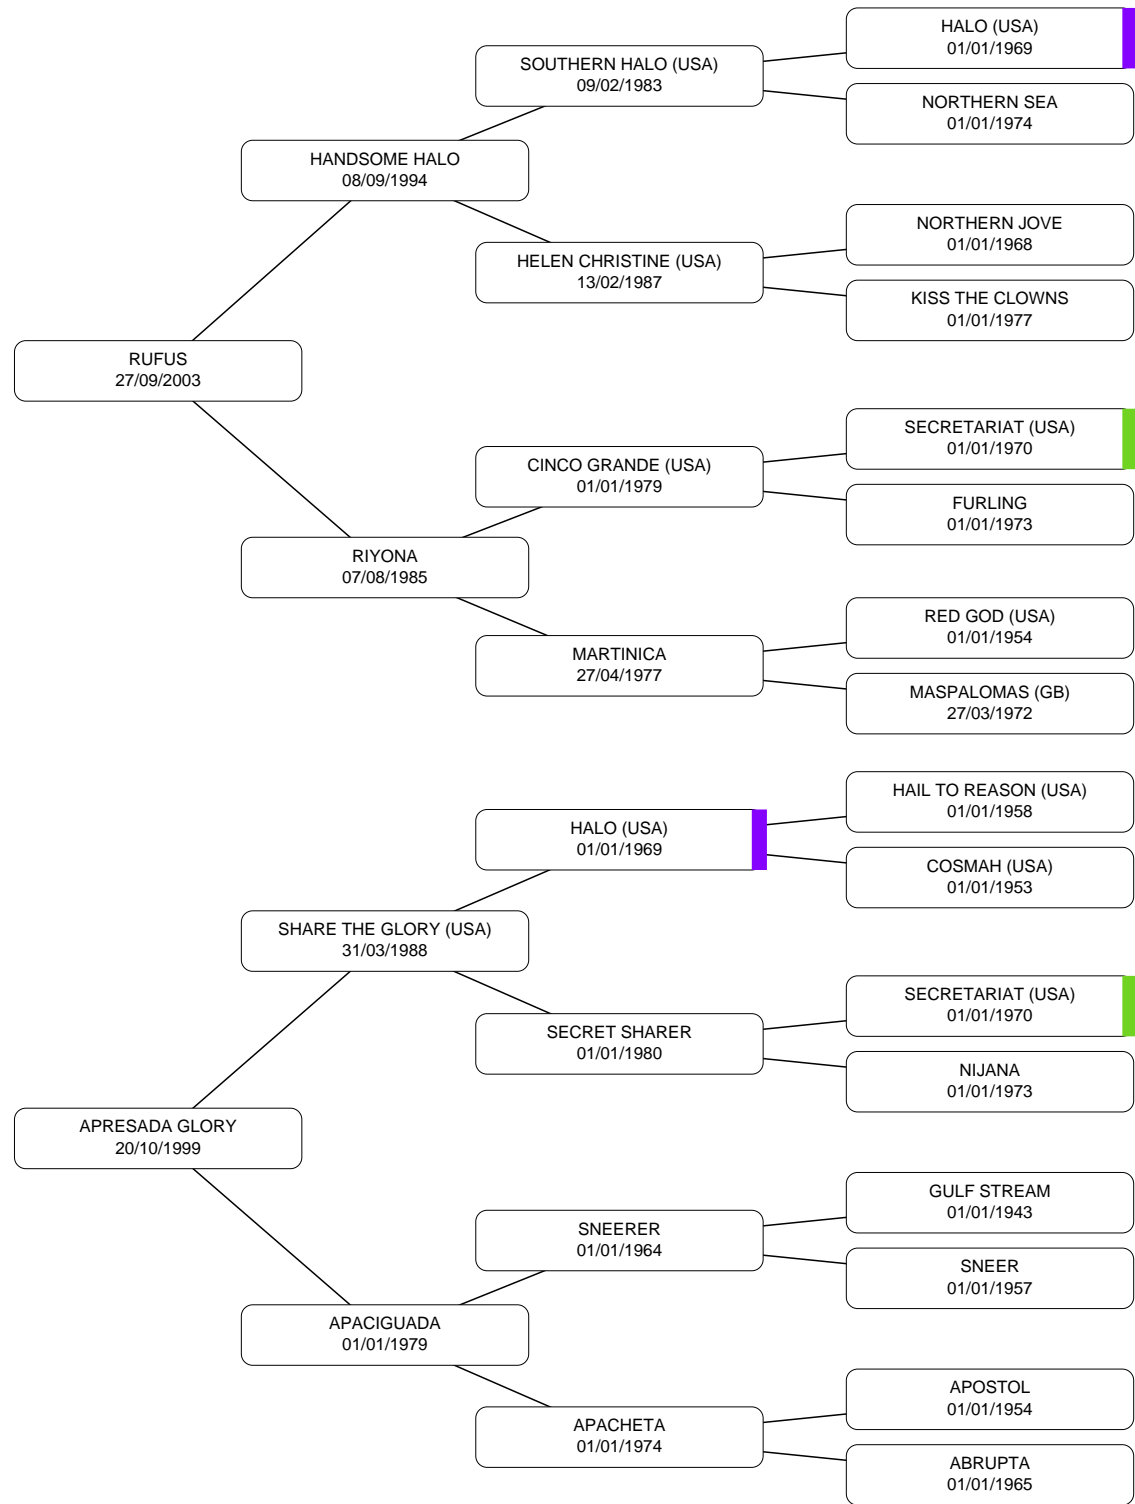 HALO (USA)
01/01/1969
SOUTHERN HALO (USA)
09/02/1983
NORTHERN SEA
01/01/1974
HANDSOME HALO
08/09/1994
NORTHERN JOVE
01/01/1968
HELEN CHRISTINE (USA)
13/02/1987
KISS THE CLOWNS
01/01/1977
RUFUS
27/09/2003
SECRETARIAT (USA)
01/01/1970
CINCO GRANDE (USA)
01/01/1979
FURLING
01/01/1973
RIYONA
07/08/1985
RED GOD (USA)
01/01/1954
MARTINICA
27/04/1977
MASPALOMAS (GB)
27/03/1972
HAIL TO REASON (USA)
01/01/1958
HALO (USA)
01/01/1969
COSMAH (USA)
01/01/1953
SHARE THE GLORY (USA)
31/03/1988
SECRETARIAT (USA)
01/01/1970
SECRET SHARER
01/01/1980
NIJANA
01/01/1973
APRESADA GLORY
20/10/1999
GULF STREAM
01/01/1943
SNEERER
01/01/1964
SNEER
01/01/1957
APACIGUADA
01/01/1979
APOSTOL
01/01/1954
APACHETA
01/01/1974
ABRUPTA
01/01/1965